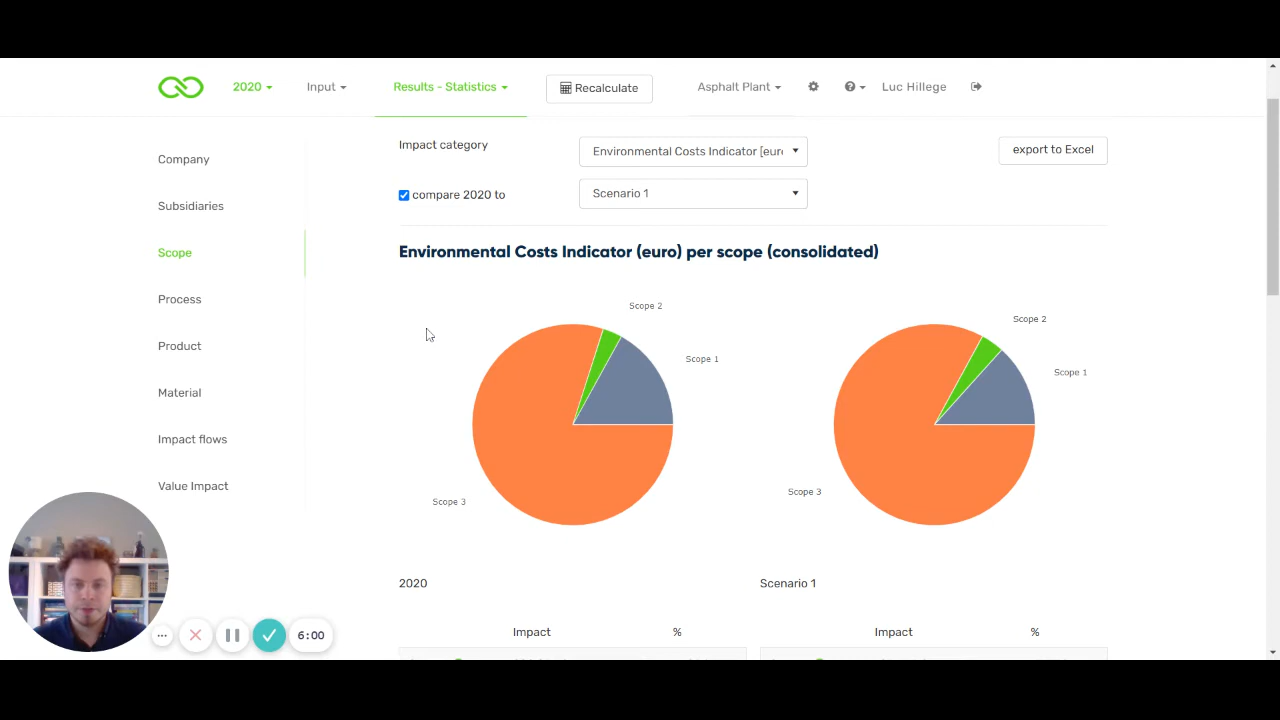 2020
Input
Results - Statistics
Recalculate
Asphalt Plant
Luc Hillege
Company
Subsidiaries
Scope
Process
Product
Material
Impact flows
Value Impact
Impact category
Environmental Costs Indicator [eur
export to Excel
compare 2020 to
Scenario 1
Environmental Costs Indicator (euro) per scope (consolidated)
Scope 2
Scope 1
Scope 3
Scope 2
Scope 1
Scope 3
2020
Scenario 1
Impact %
Impact %
6:00